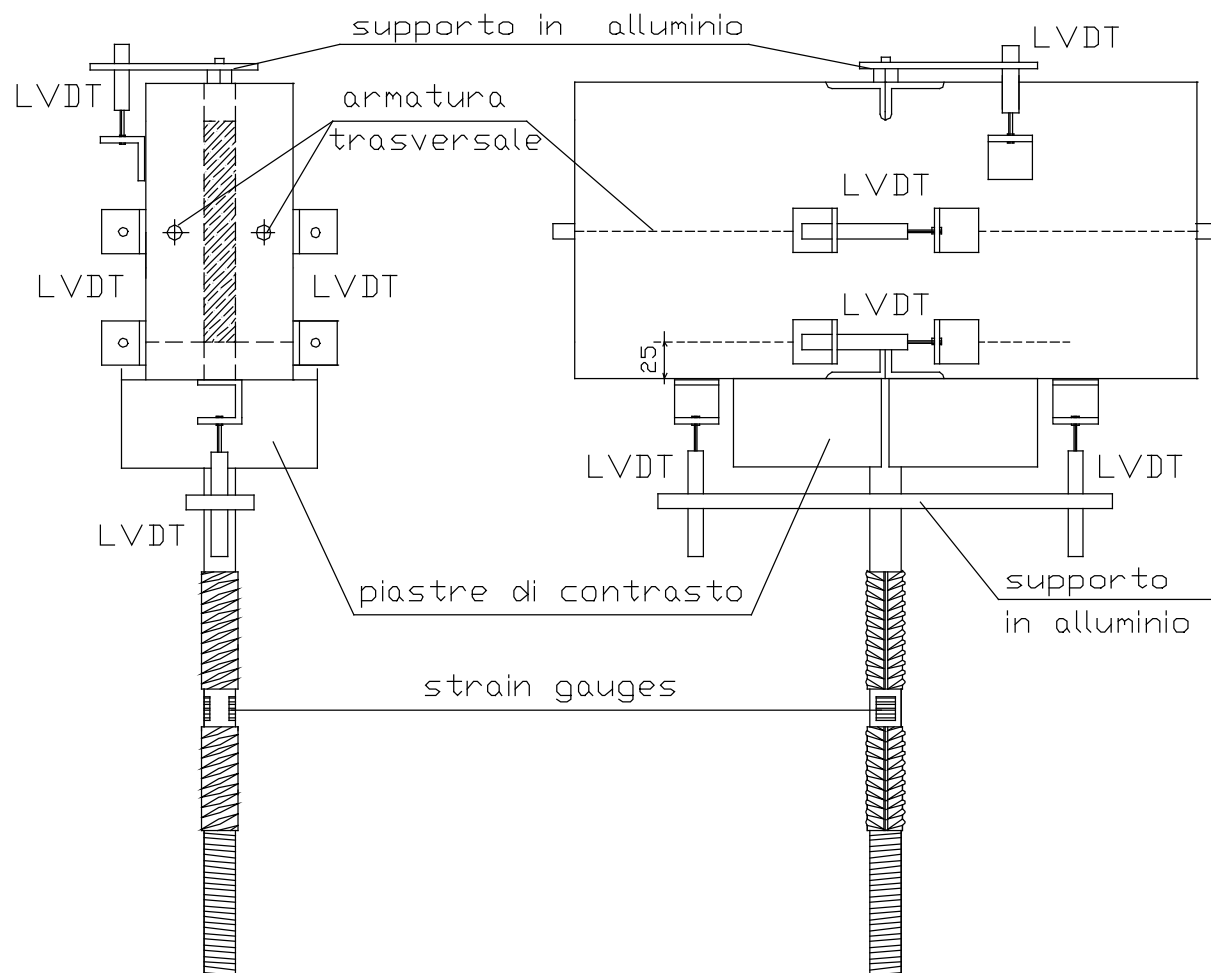 supporto in alluminio
LVDT
LVDT
armatura
trasversale
LVDT
LVDT
LVDT
LVDT
25
LVDT
LVDT
LVDT
piastre di contrasto
supporto
in alluminio
strain gauges